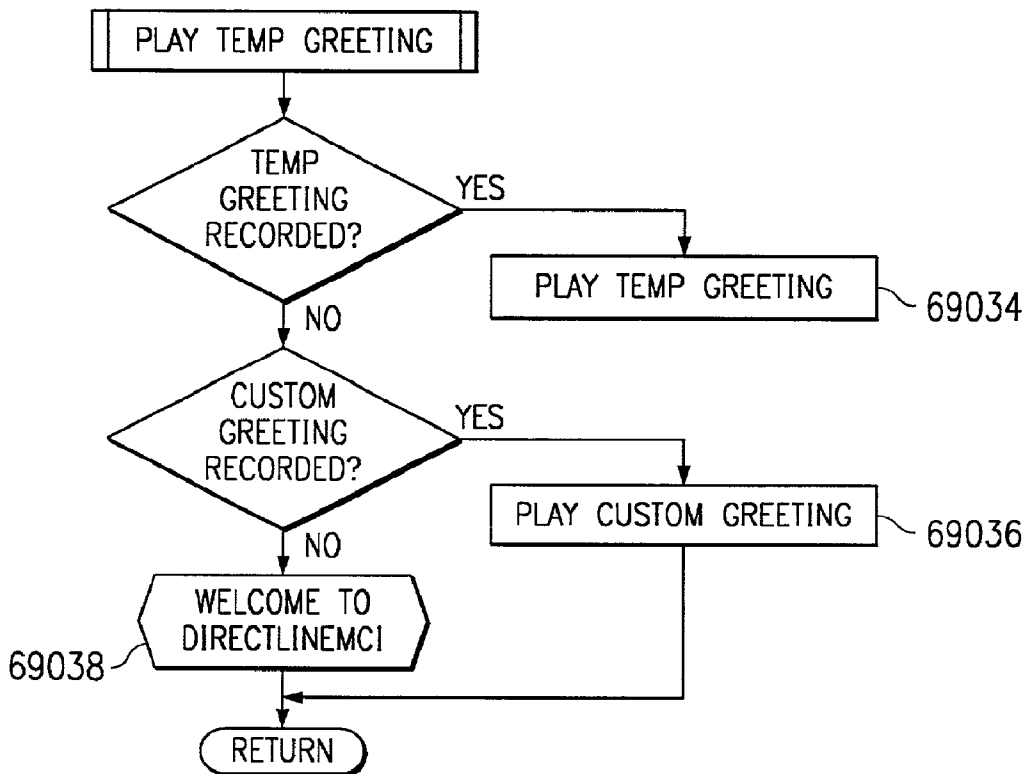 PLAY TEMP GREETING
TEMP
GREETING
RECORDED?
YES
PLAY TEMP GREETING
69034
NO
CUSTOM
GREETING
RECORDED?
YES
PLAY CUSTOM GREETING
69036
NO
WELCOME TO
DIRECTLINEMCI
69038
RETURN